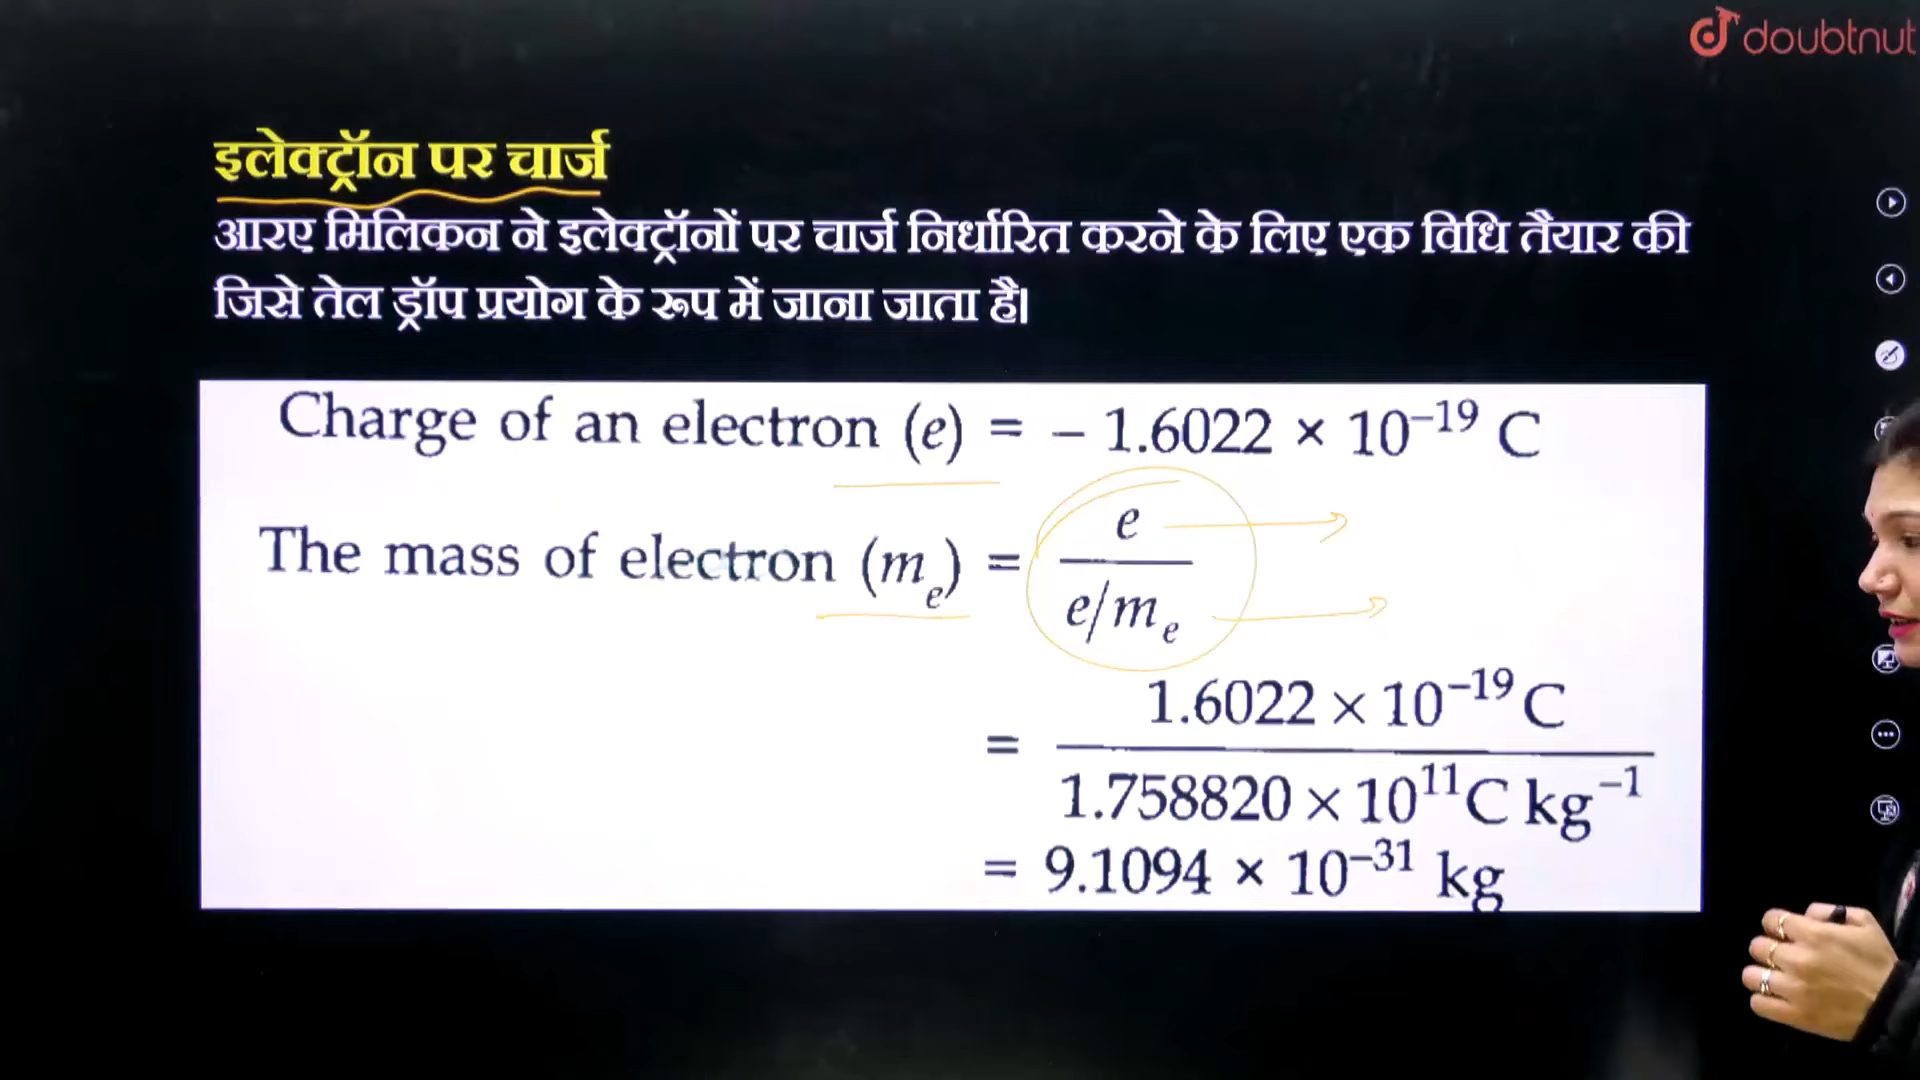 doubtnut
इलेक्ट्रॉन पर चार्ज
आरए मिलिकन ने इलेक्ट्रॉनों पर चार्ज निर्धारित करने के लिए एक विधि तैयार की
जिसे तेल ड्रॉप प्रयोग के रूप में जाना जाता है।
Charge of an electron (e) = – 1.6022 × 10⁻¹⁹ C
The mass of electron (mₑ) = e / e/mₑ
= 1.6022 × 10⁻¹⁹ C / 1.758820 × 10¹¹ C kg⁻¹
= 9.1094 × 10⁻³¹ kg